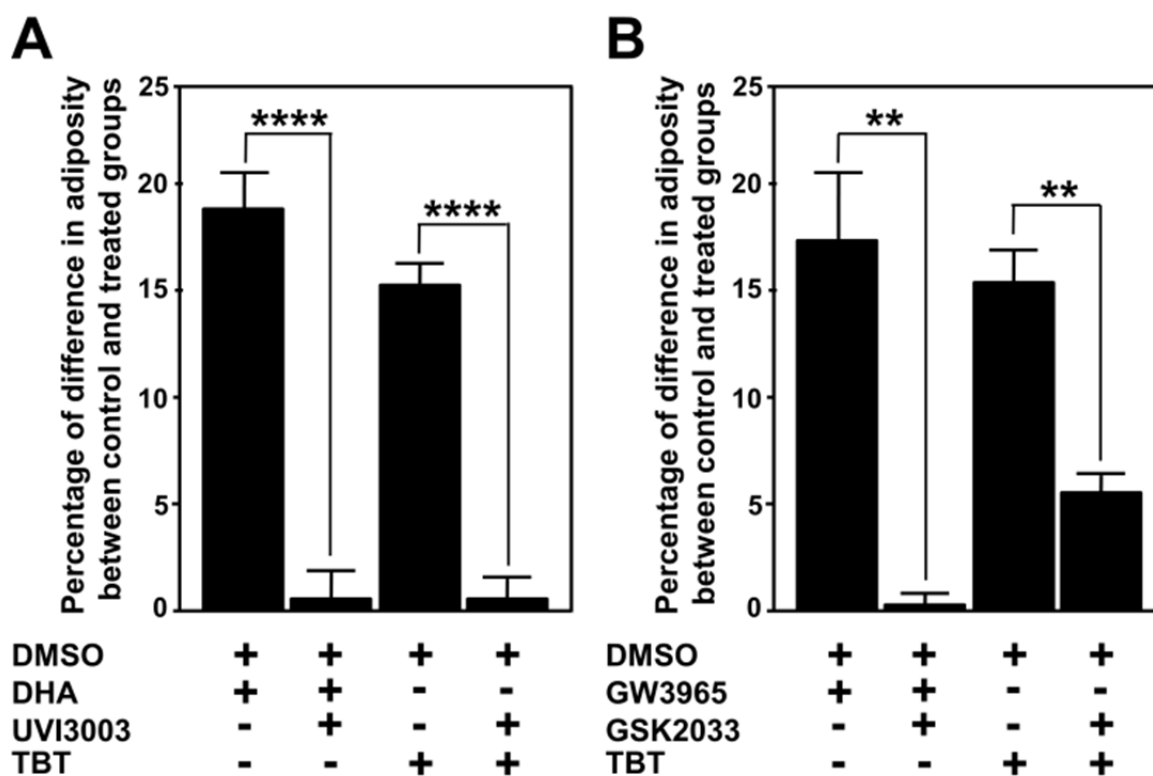 A
Percentage of difference in adiposity
between control and treated groups
25
20
15
10
5
0
****
****
DMSO + + + +
DHA + + - -
UVI3003 - + - +
TBT - - + +
B
Percentage of difference in adiposity
between control and treated groups
25
20
15
10
5
0
**
**
DMSO + + + +
GW3965 + + - -
GSK2033 - + - +
TBT - - + +